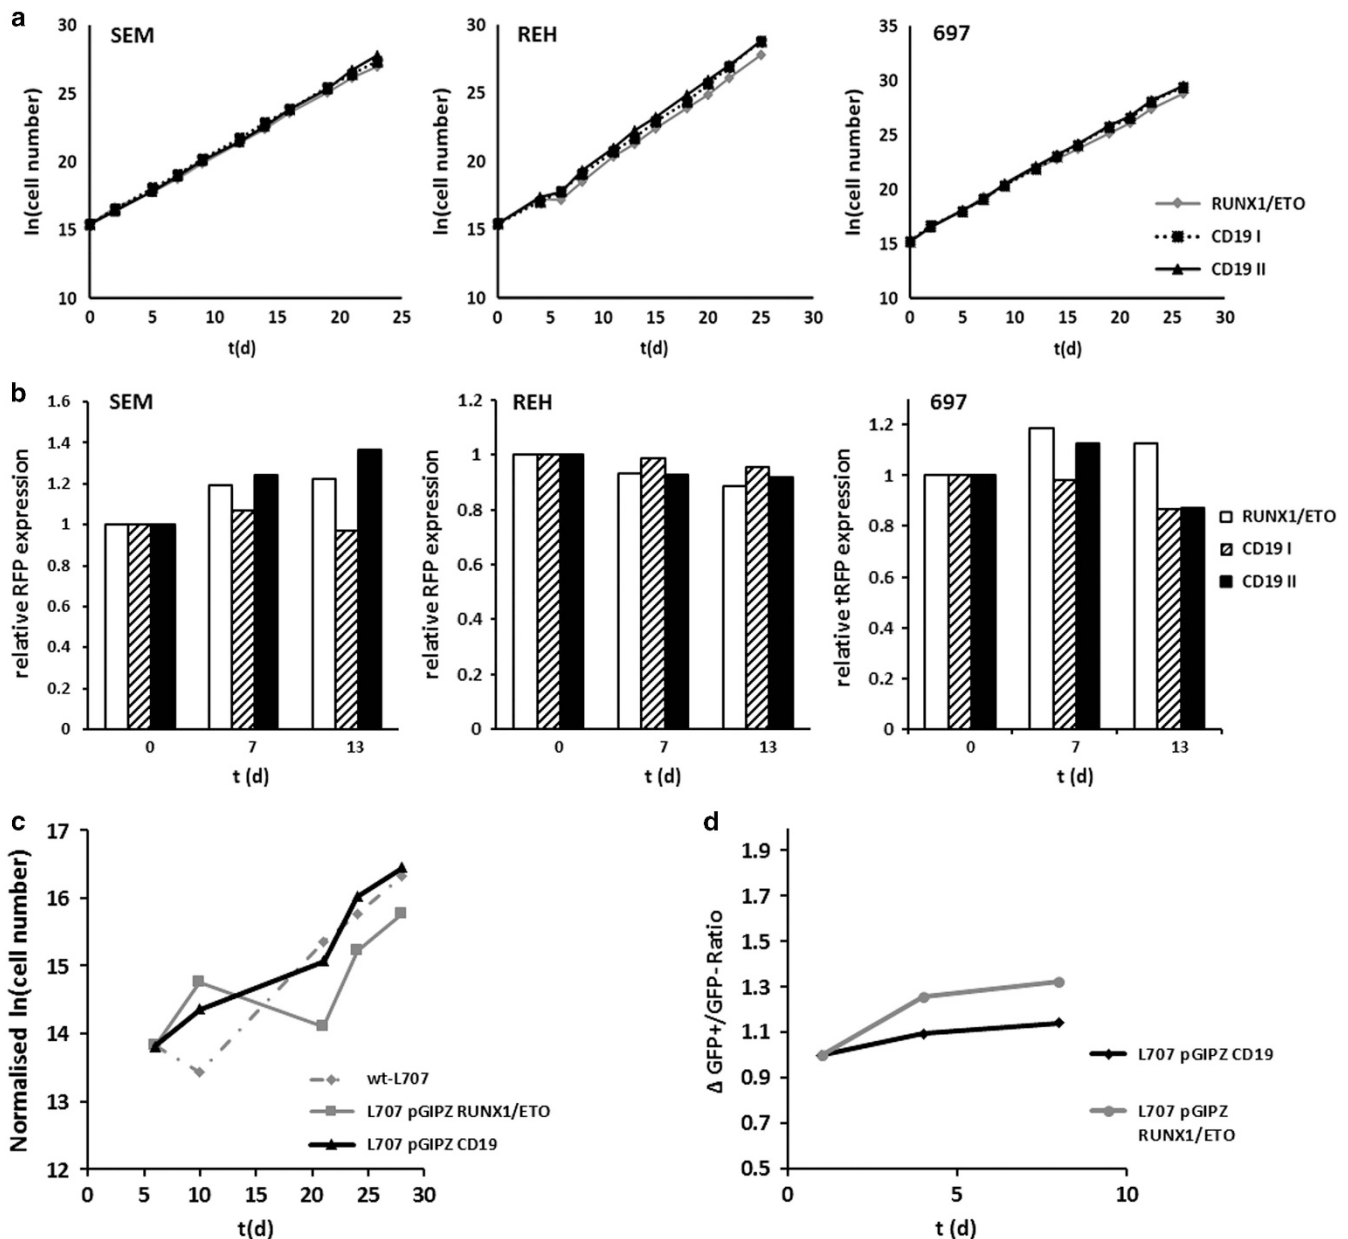 a
SEM
ln(cell number)
30
25
20
15
10
0 5 10 15 20 25
t(d)
REH
ln(cell number)
30
25
20
15
10
0 5 10 15 20 25 30
t(d)
697
ln(cell number)
35
30
25
20
15
10
0 5 10 15 20 25 30
t(d)
RUNX1/ETO
CD19 I
CD19 II
b
SEM
relative RFP expression
1.6
1.4
1.2
1
0.8
0.6
0.4
0.2
0
0 7 13
t (d)
REH
relative RFP expression
1.2
1
0.8
0.6
0.4
0.2
0
0 7 13
t (d)
697
relative tRFP expression
1.2
1
0.8
0.6
0.4
0.2
0
0 7 13
t (d)
RUNX1/ETO
CD19 I
CD19 II
c
Normalised ln(cell number)
17
16
15
14
13
12
0 5 10 15 20 25 30
t(d)
wt-L707
L707 pGIPZ RUNX1/ETO
L707 pGIPZ CD19
d
Δ GFP+/GFP-Ratio
1.9
1.7
1.5
1.3
1.1
0.9
0.7
0.5
0 5 10
t (d)
L707 pGIPZ CD19
L707 pGIPZ
RUNX1/ETO